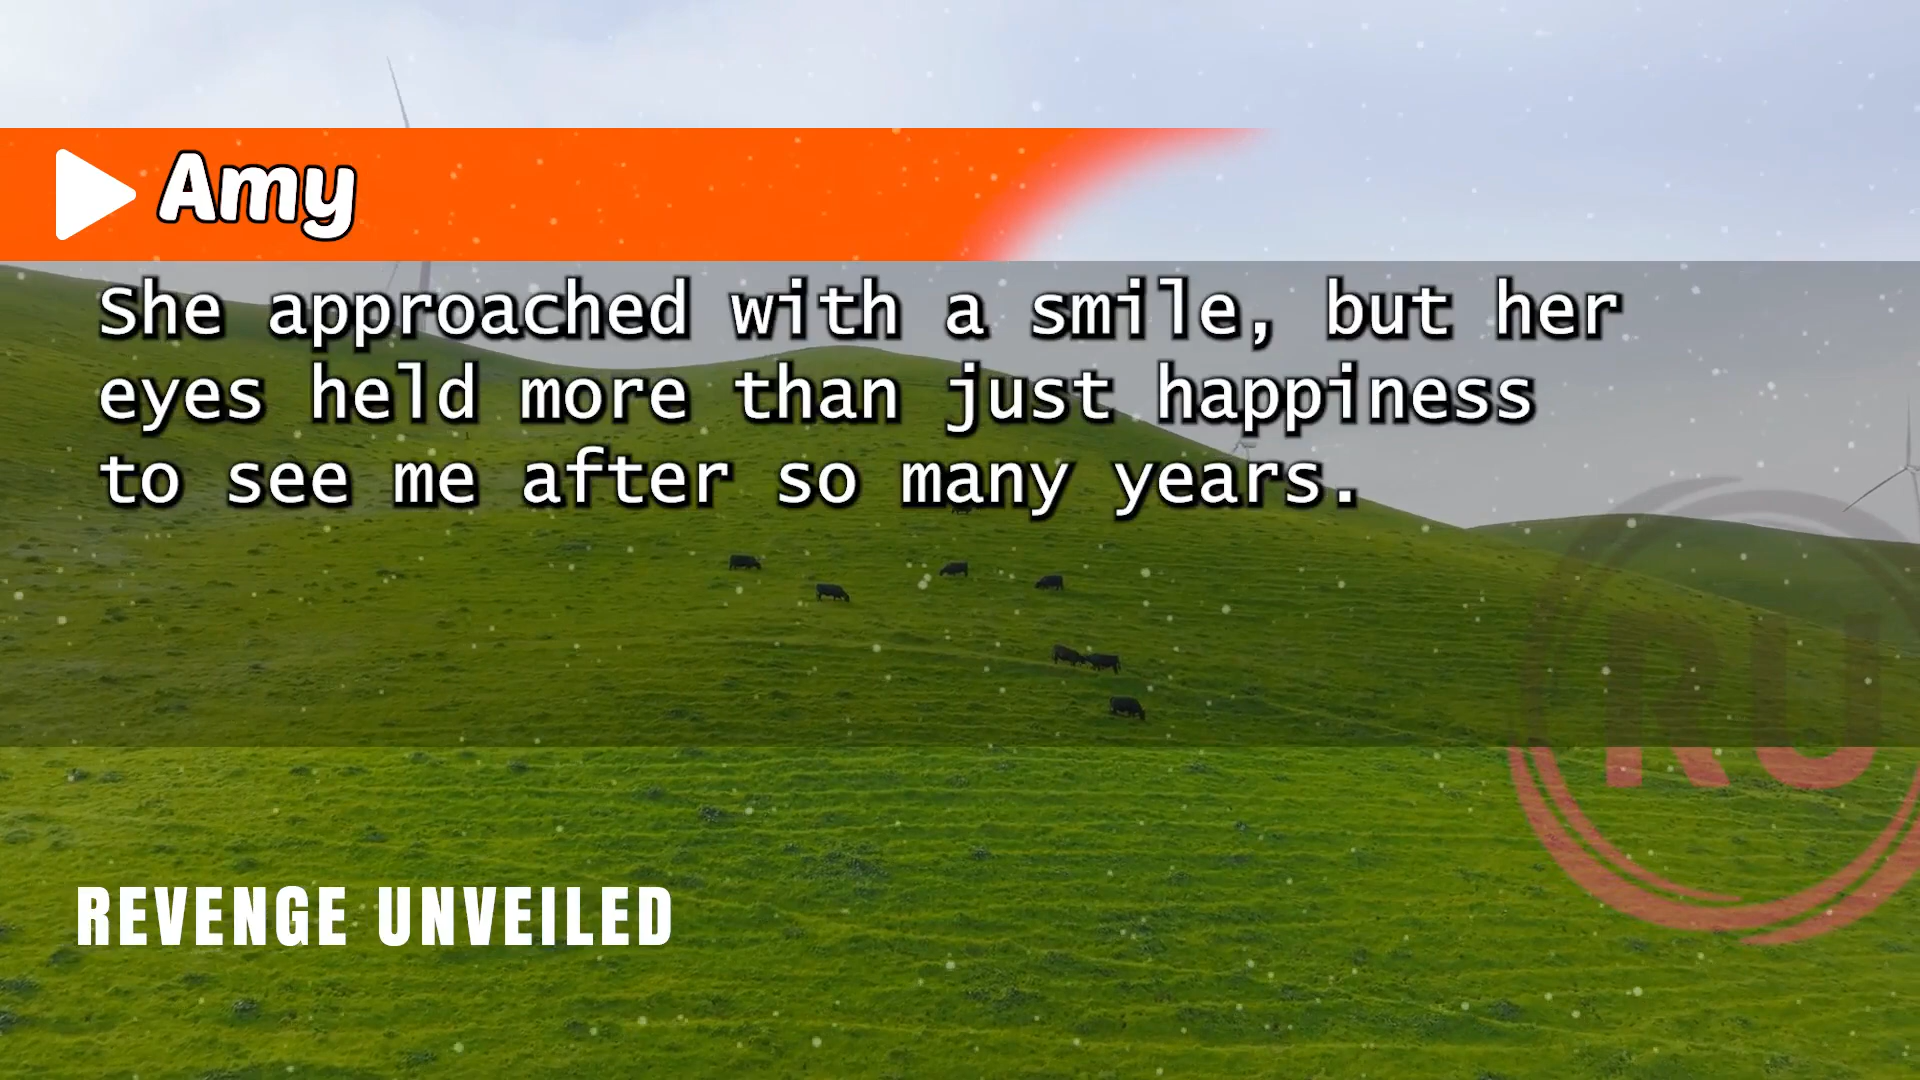 Amy
She approached with a smile, but her
eyes held more than just happiness
to see me after so many years.
RU
REVENGE UNVEILED